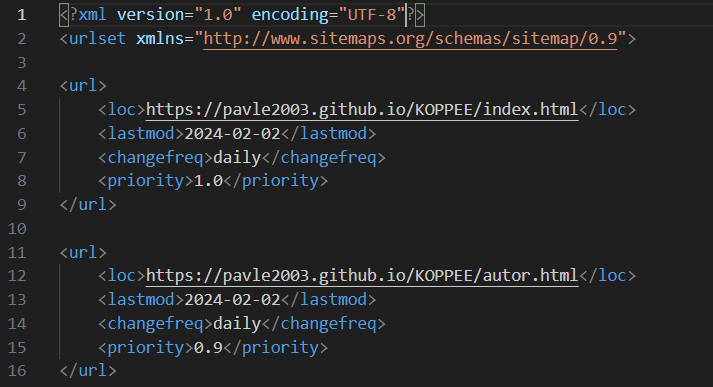 1 <?xml version="1.0" encoding="UTF-8"?>
2 <urlset xmlns="http://www.sitemaps.org/schemas/sitemap/0.9">
3
4 <url>
5     <loc>https://pavle2003.github.io/KOPPEE/index.html</loc>
6     <lastmod>2024-02-02</lastmod>
7     <changefreq>daily</changefreq>
8     <priority>1.0</priority>
9 </url>
10
11 <url>
12     <loc>https://pavle2003.github.io/KOPPEE/autor.html</loc>
13     <lastmod>2024-02-02</lastmod>
14     <changefreq>daily</changefreq>
15     <priority>0.9</priority>
16 </url>